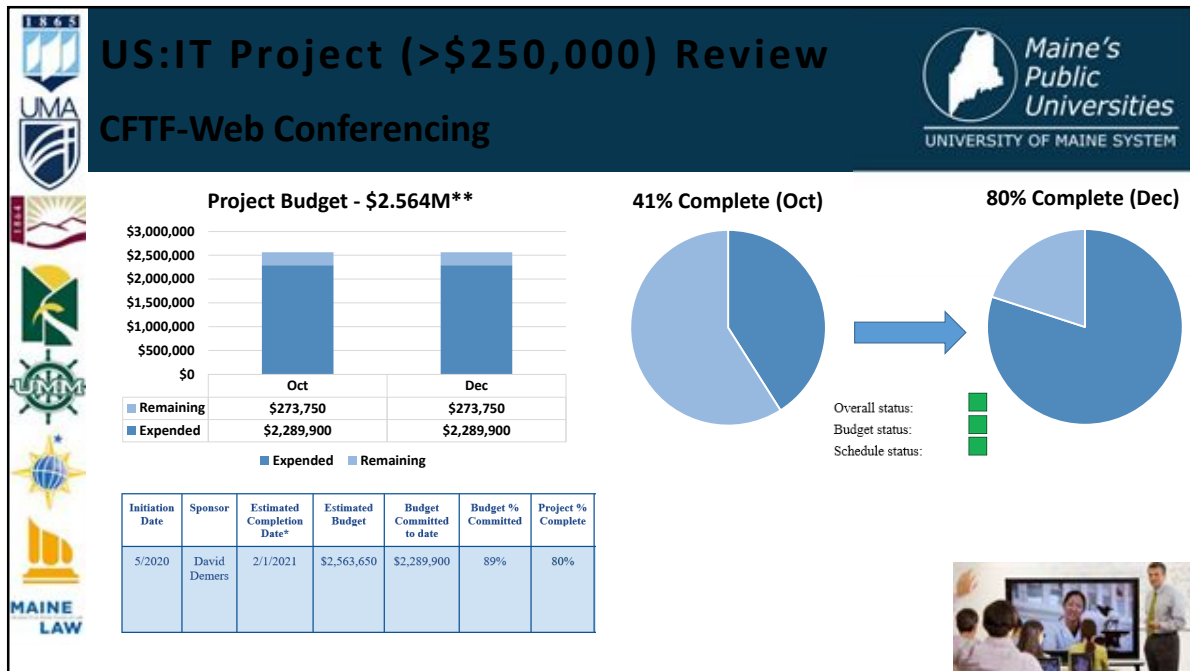 1865
US:IT Project (>$250,000) Review
CFTF-Web Conferencing
Maine's
Public
Universities
UNIVERSITY OF MAINE SYSTEM
UMA
1864
UMM
MAINE
LAW
Project Budget - $2.564M**
$3,000,000
$2,500,000
$2,000,000
$1,500,000
$1,000,000
$500,000
$0
Oct Dec
Remaining $273,750 $273,750
Expended $2,289,900 $2,289,900
Expended Remaining
41% Complete (Oct)
80% Complete (Dec)
Overall status:
Budget status:
Schedule status:
Initiation Date Sponsor Estimated Completion Date* Estimated Budget Budget Committed to date Budget % Committed Project % Complete
5/2020 David Demers 2/1/2021 $2,563,650 $2,289,900 89% 80%